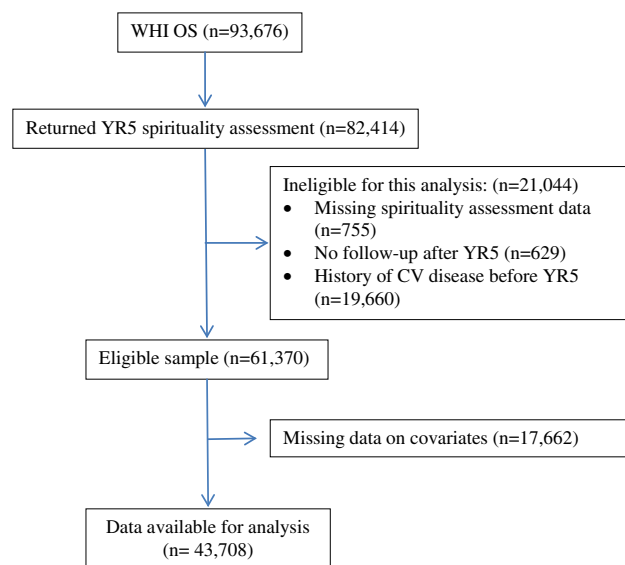 WHI OS (n=93,676)
Returned YR5 spirituality assessment (n=82,414)
Ineligible for this analysis: (n=21,044)
• Missing spirituality assessment data
(n=755)
• No follow-up after YR5 (n=629)
• History of CV disease before YR5
(n=19,660)
Eligible sample (n=61,370)
Missing data on covariates (n=17,662)
Data available for analysis
(n= 43,708)